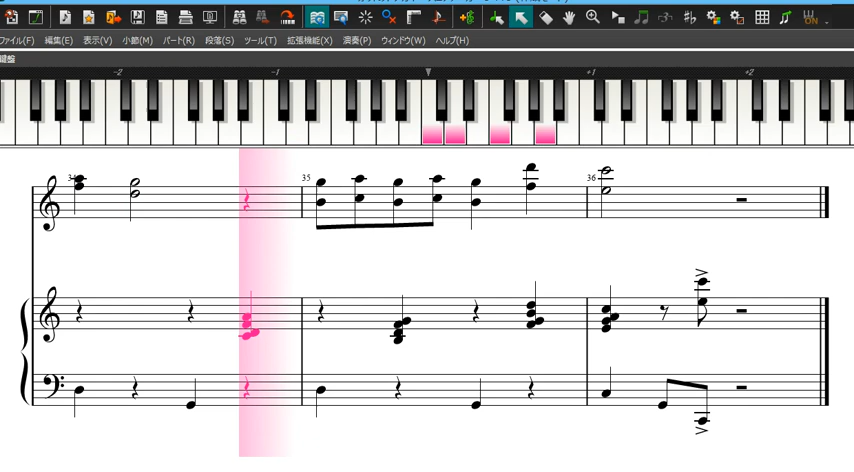 ファイル(F) 編集(E) 表示(V) 小節(M) パート(R) 段落(S) ツール(T) 拡張機能(X) 演奏(P) ウィンドウ(W) ヘルプ(H)
鍵盤
-2 -1 +1 +2
35 36